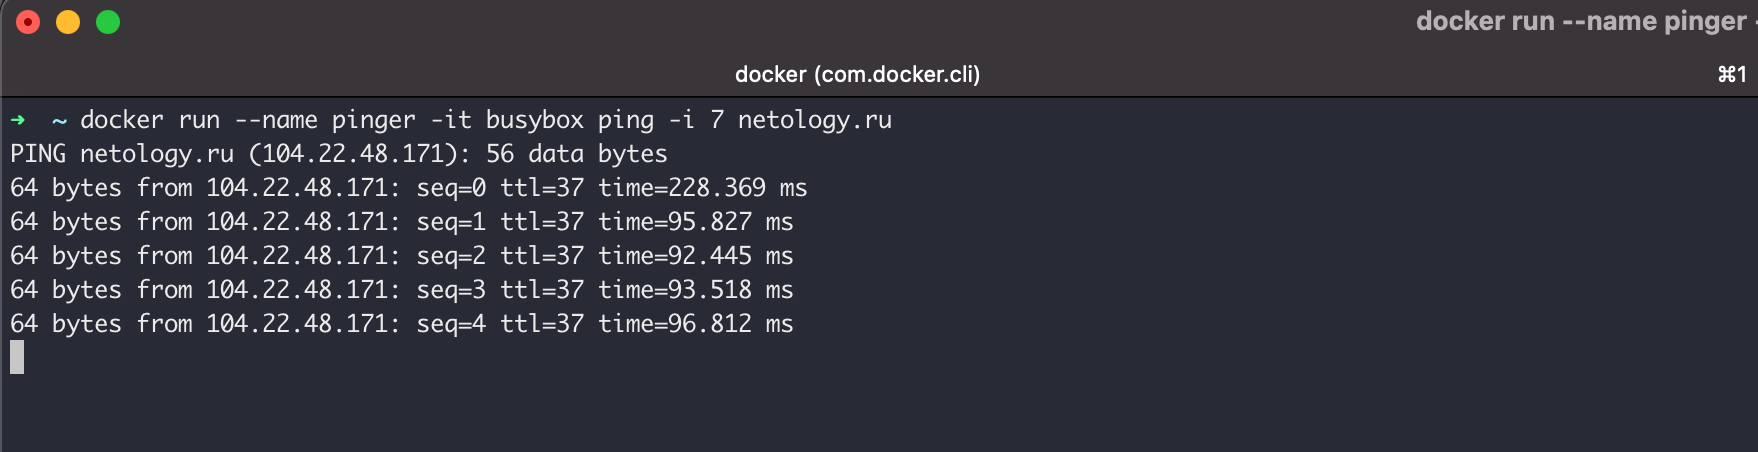 docker run --name pinger -
docker (com.docker.cli)
⌘1
➜ ~ docker run --name pinger -it busybox ping -i 7 netology.ru
PING netology.ru (104.22.48.171): 56 data bytes
64 bytes from 104.22.48.171: seq=0 ttl=37 time=228.369 ms
64 bytes from 104.22.48.171: seq=1 ttl=37 time=95.827 ms
64 bytes from 104.22.48.171: seq=2 ttl=37 time=92.445 ms
64 bytes from 104.22.48.171: seq=3 ttl=37 time=93.518 ms
64 bytes from 104.22.48.171: seq=4 ttl=37 time=96.812 ms